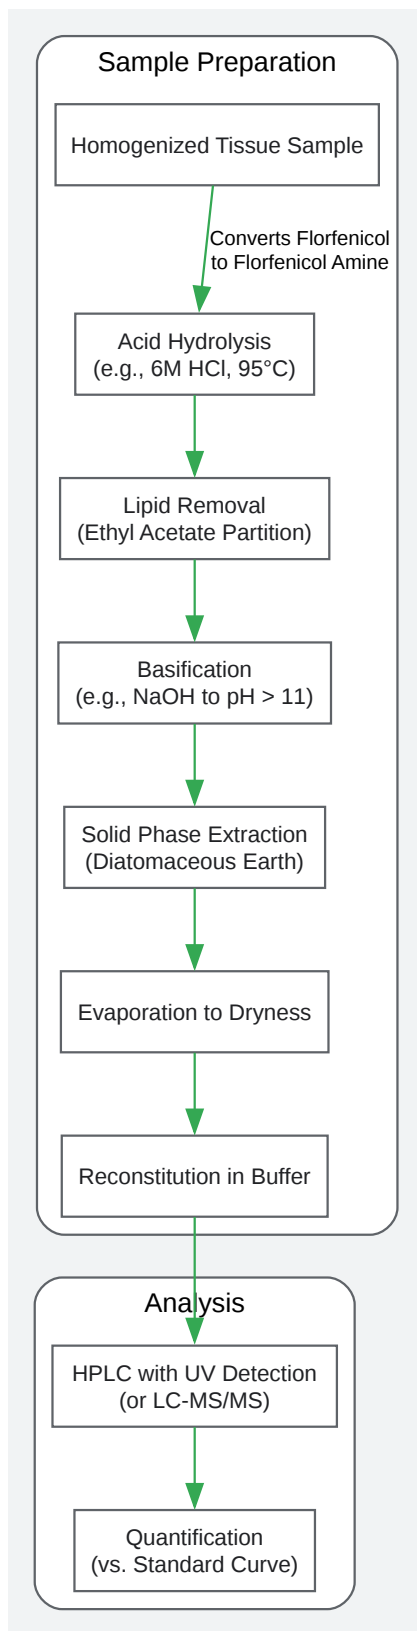 Sample Preparation
Homogenized Tissue Sample
Converts Florfenicol
to Florfenicol Amine
Acid Hydrolysis
(e.g., 6M HCl, 95°C)
Lipid Removal
(Ethyl Acetate Partition)
Basification
(e.g., NaOH to pH > 11)
Solid Phase Extraction
(Diatomaceous Earth)
Evaporation to Dryness
Reconstitution in Buffer
Analysis
HPLC with UV Detection
(or LC-MS/MS)
Quantification
(vs. Standard Curve)